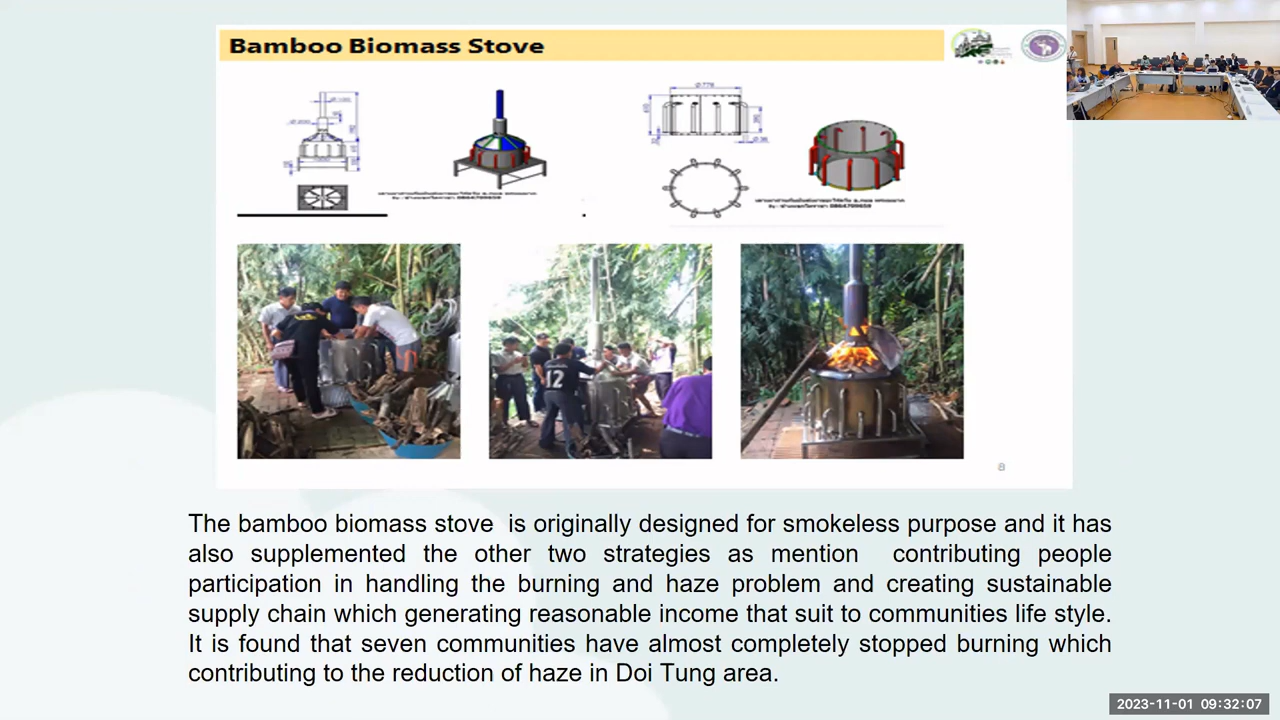 Bamboo Biomass Stove
12
8
The bamboo biomass stove is originally designed for smokeless purpose and it has
also supplemented the other two strategies as mention contributing people
participation in handling the burning and haze problem and creating sustainable
supply chain which generating reasonable income that suit to communities life style.
It is found that seven communities have almost completely stopped burning which
contributing to the reduction of haze in Doi Tung area.
2023-11-01 09:32:07